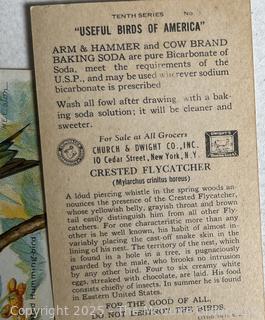 TENTH SERIES No.
"USEFUL BIRDS OF AMERICA"
ARM & HAMMER and COW BRAND
BAKING SODA are pure Bicarbonate of
Soda, meet the requirements of the
U.S.P., and may be used wherever sodium
bicarbonate is prescribed
Wash all fowl after drawing, with a bak-
ing soda solution; it will be cleaner and
sweeter.
For Sale at All Grocers
CHURCH & DWIGHT CO., INC.
10 Cedar Street, New York, N.Y.
CRESTED FLYCATCHER
(Mylarchus crinitus boreus)
A loud piercing whistle in the spring woods an-
nounces the presence of the Crested Flycatcher,
whose yellowish belly, grayish throat and brown
tail easily distinguish him from all other Fly-
catchers. For one characteristic more than any
other is he well known, his habit of almost in-
variably placing the cast-off snake skin in the
lining of his nest. The territory of the nest, which
is found in a hole in a tree, is pugnaciously
guarded by the male, who brooks no intrusions
by any other bird. Four to six creamy white
eggs, streaked with chocolate, are laid. His food
consists chiefly of insects. In summer he is found
in Eastern United States.
FOR THE GOOD OF ALL
DO NOT DESTROY THE BIRDS.
LITHO IN U.S.
Humming-bird
Copyright 2025